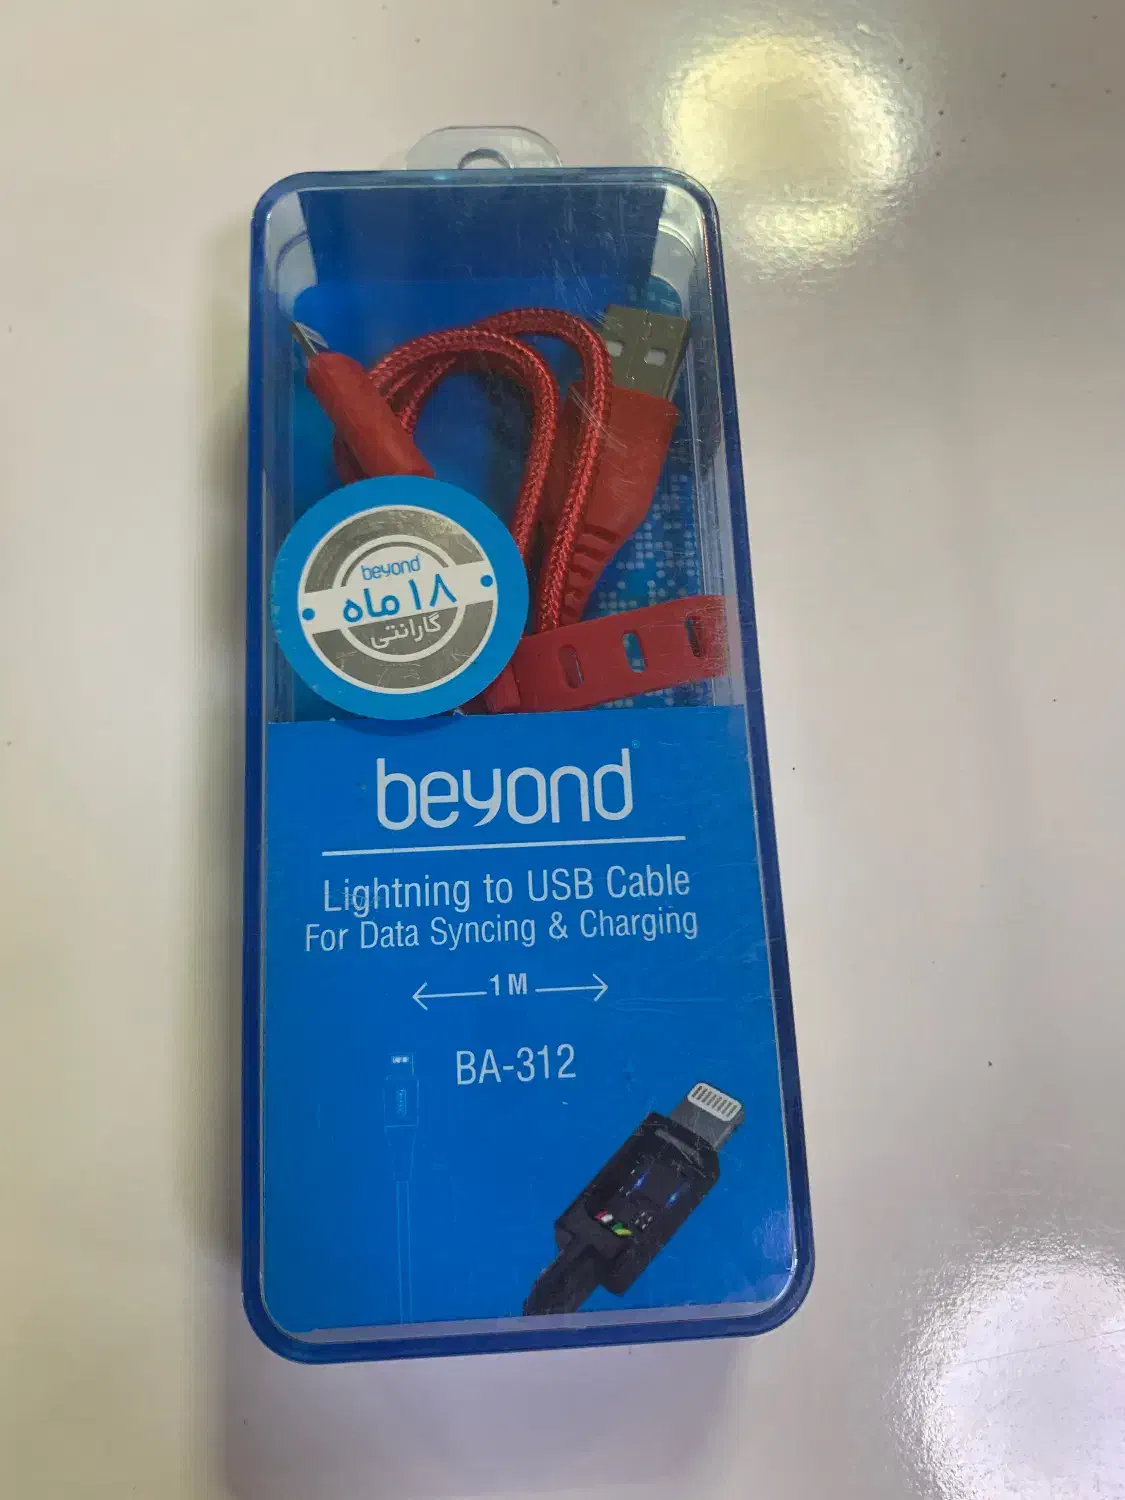 beyond
۱۸ ماه
گارانتی
beyond
Lightning to USB Cable
For Data Syncing & Charging
1 M
BA-312